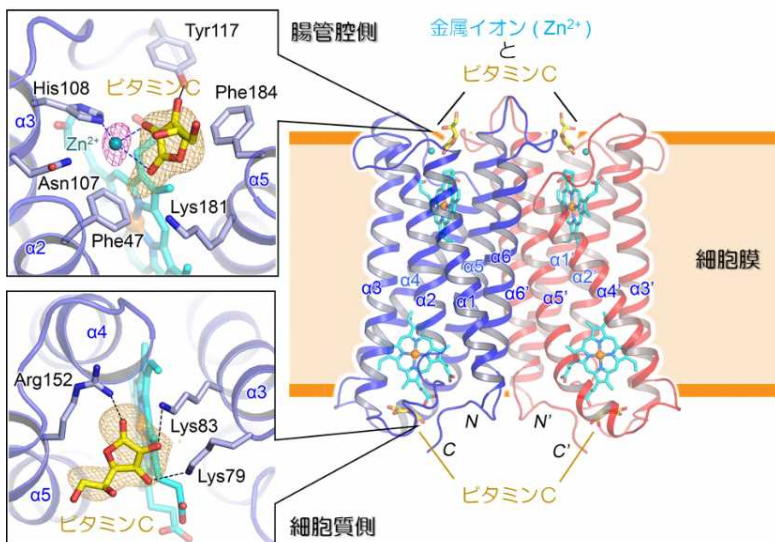 Tyr117
腸管腔側
ビタミンC
His108
Phe184
α3
Zn²⁺
Asn107
α5
Lys181
α2
Phe47
金属イオン (Zn²⁺)
と
ビタミンC
細胞膜
α3
α4
α2
α5
α1
α6
α6'
α5'
α1'
α2'
α4'
α3'
N
N'
C
C'
ビタミンC
α4
Arg152
α3
Lys83
Lys79
α5
ビタミンC
細胞質側